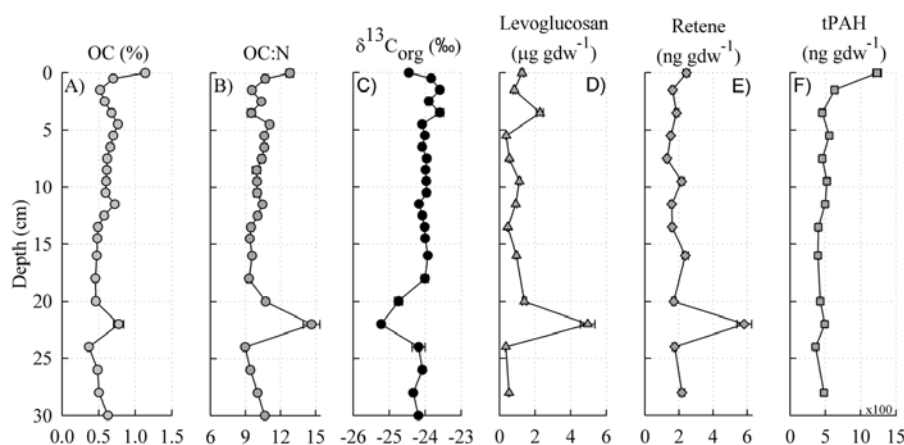 OC (%)
OC:N
δ¹³C_org (‰)
Levoglucosan
(µg gdw⁻¹)
Retene
(ng gdw⁻¹)
tPAH
(ng gdw⁻¹)
A)
B)
C)
D)
E)
F)
Depth (cm)
0
5
10
15
20
25
30
0.0 0.5 1.0 1.5
6 9 12 15
-26 -25 -24 -23
0 2 4 6
0 2 4 6
0 5 10 15
x100